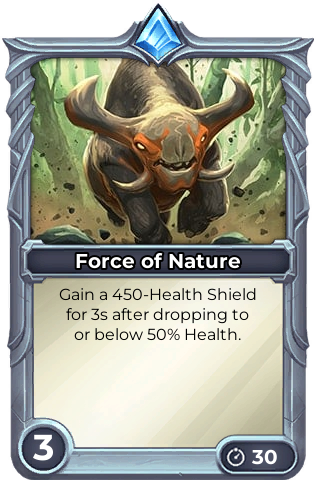 Force of Nature
Gain a 450-Health Shield
for 3s after dropping to
or below 50% Health.
3
30